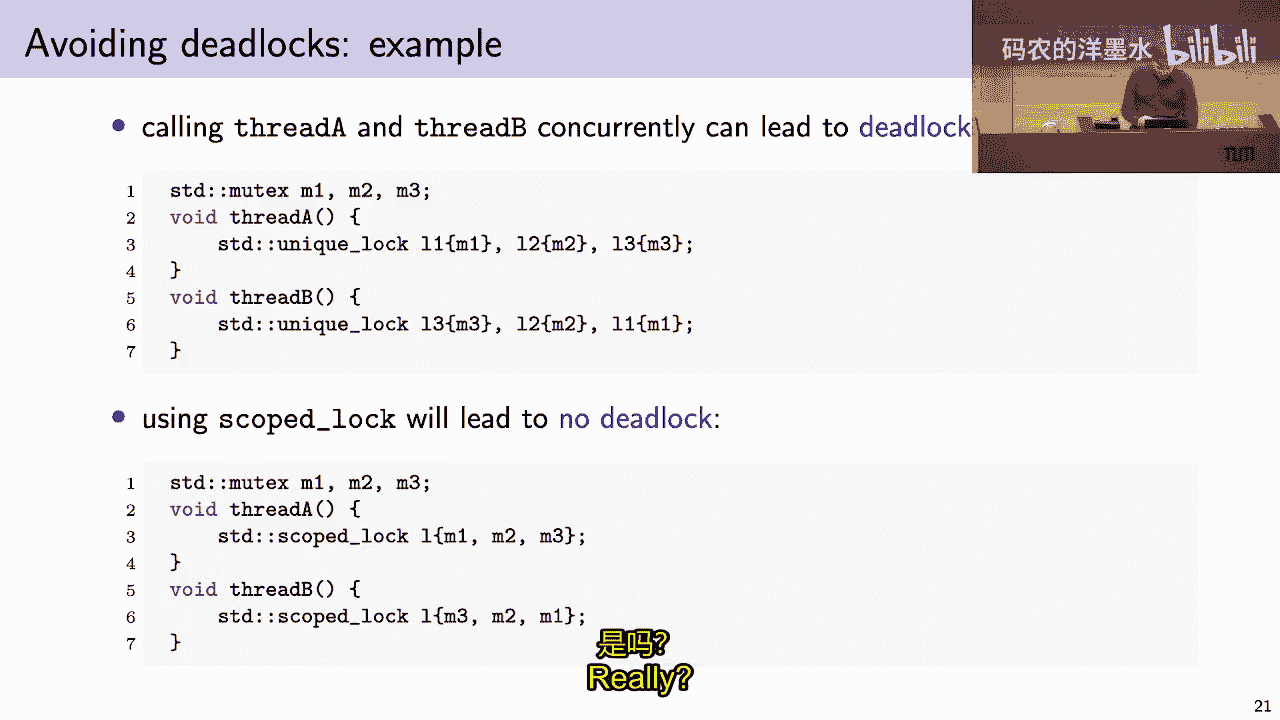 Avoiding deadlocks: example
码农的洋墨水 bilibili
TUM
• calling threadA and threadB concurrently can lead to deadlock
1 std::mutex m1, m2, m3;
2 void threadA() {
3 std::unique_lock l1{m1}, l2{m2}, l3{m3};
4 }
5 void threadB() {
6 std::unique_lock l3{m3}, l2{m2}, l1{m1};
7 }
• using scoped_lock will lead to no deadlock:
1 std::mutex m1, m2, m3;
2 void threadA() {
3 std::scoped_lock l{m1, m2, m3};
4 }
5 void threadB() {
6 std::scoped_lock l{m3, m2, m1};
7 }
是吗?
Really?
21